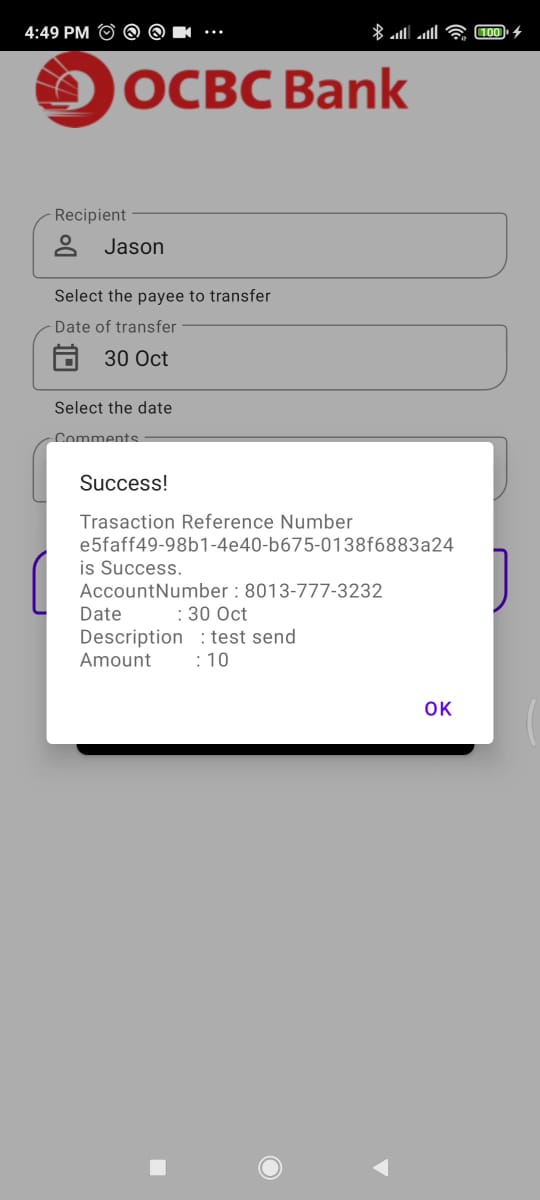 4:49 PM
100
OCBC Bank
Recipient
Jason
Select the payee to transfer
Date of transfer
30 Oct
Select the date
Comments
Success!
Trasaction Reference Number
e5faff49-98b1-4e40-b675-0138f6883a24
is Success.
AccountNumber : 8013-777-3232
Date : 30 Oct
Description : test send
Amount : 10
OK